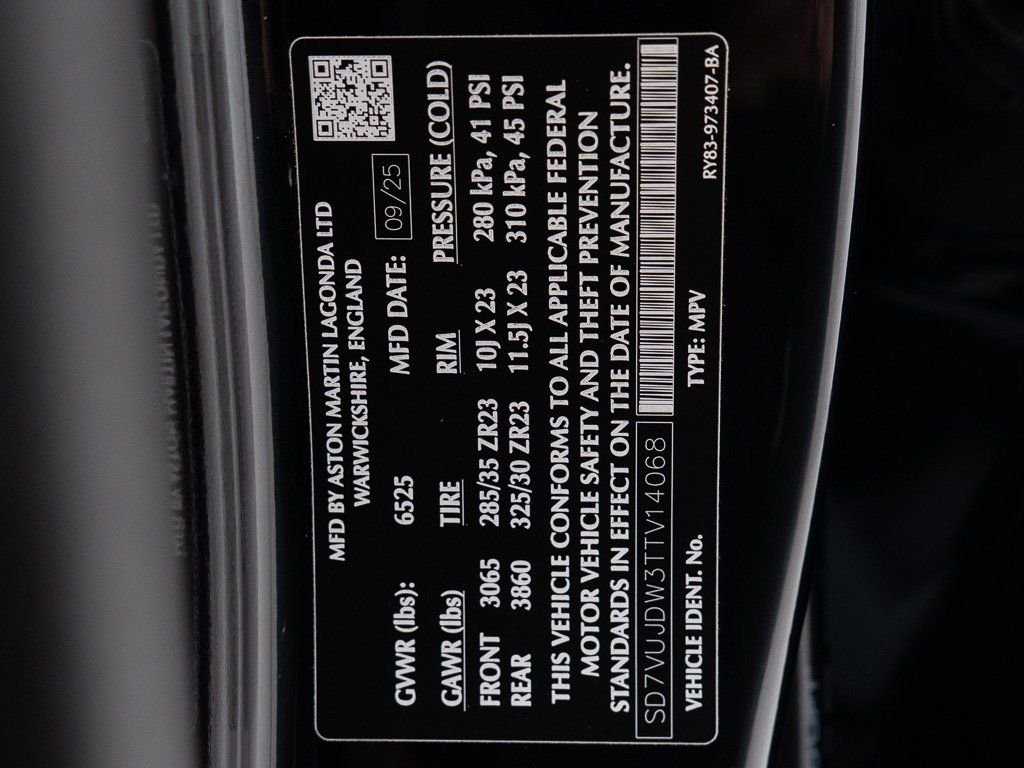 MFD BY ASTON MARTIN LAGONDA LTD
WARWICKSHIRE, ENGLAND
GVWR (lbs): 6525 MFD DATE: 09/25
GAWR (lbs) TIRE RIM PRESSURE (COLD)
FRONT 3065 285/35 ZR23 10J X 23 280 kPa, 41 PSI
REAR 3860 325/30 ZR23 11.5J X 23 310 kPa, 45 PSI
THIS VEHICLE CONFORMS TO ALL APPLICABLE FEDERAL
MOTOR VEHICLE SAFETY AND THEFT PREVENTION
STANDARDS IN EFFECT ON THE DATE OF MANUFACTURE.
SD7VUJDW3TTV14068
VEHICLE IDENT. No. TYPE: MPV RY83-973407-BA